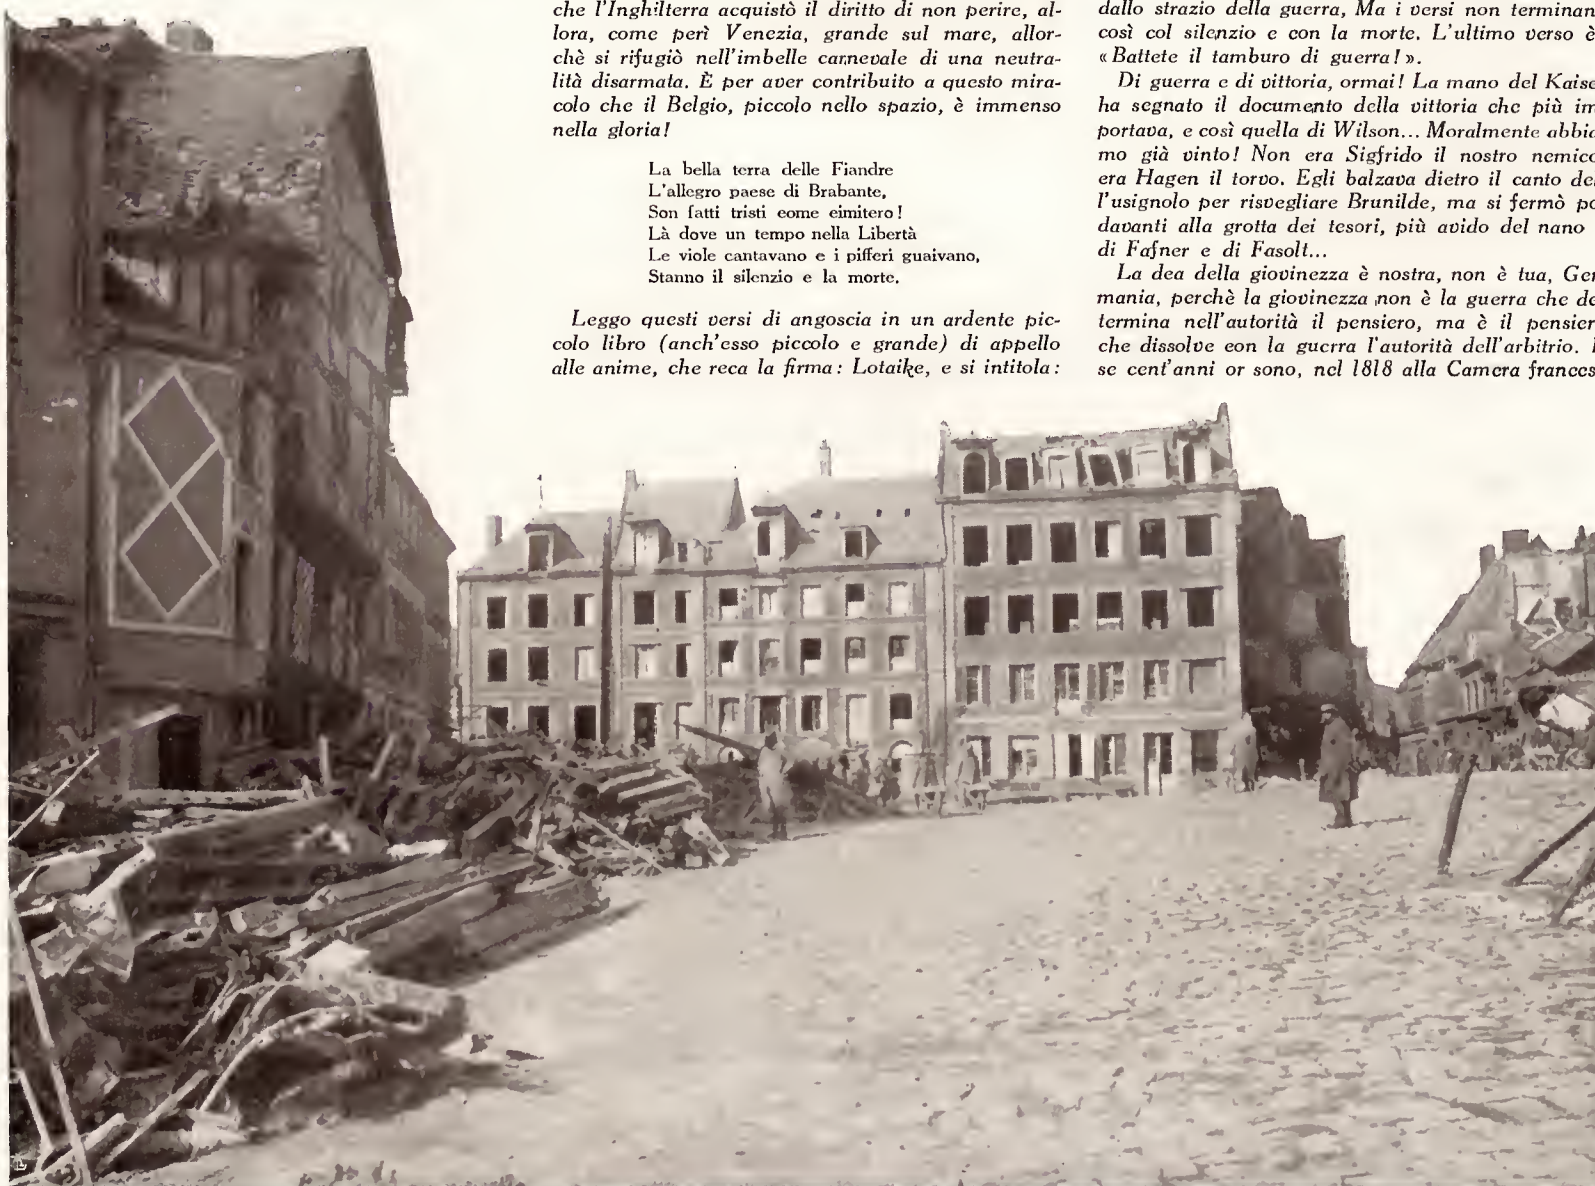 che l'Inghilterra acquistò il diritto di non perire, al-
lora, come perì Venezia, grande sul mare, allor-
chè si rifugiò nell'imbelle carnevale di una neutra-
lità disarmata. È per aver contribuito a questo mira-
colo che il Belgio, piccolo nello spazio, è immenso
nella gloria!
La bella terra delle Fiandre
L'allegro paese di Brabante,
Son fatti tristi come eimitero!
Là dove un tempo nella Libertà
Le viole cantavano e i pifferi guaivano,
Stanno il silenzio e la morte.
Leggo questi versi di angoscia in un ardente pic-
colo libro (anch'esso piccolo e grande) di appello
alle anime, che reca la firma: Lotaike, e si intitola:
dallo strazio della guerra, Ma i versi non terminan
così col silenzio e con la morte. L'ultimo verso è
«Battete il tamburo di guerra!».
Di guerra e di vittoria, ormai! La mano del Kaise
ha segnato il documento della vittoria che più im
portava, e così quella di Wilson... Moralmente abbia
mo già vinto! Non era Sigfrido il nostro nemico
era Hagen il torvo. Egli balzava dietro il canto del
l'usignolo per risvegliare Brunilde, ma si fermò po
davanti alla grotta dei tesori, più avido del nano
di Fafner e di Fasolt...
La dea della giovinezza è nostra, non è tua, Ger
mania, perchè la giovinezza non è la guerra che de
termina nell'autorità il pensiero, ma è il pensier
che dissolve eon la guerra l'autorità dell'arbitrio.
se cent'anni or sono, nel 1818 alla Camera frances